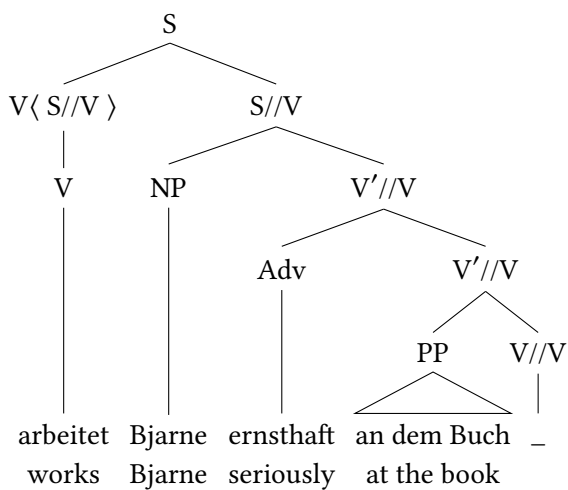 S
V⟨ S//V ⟩ S//V
V NP V′//V
Adv V′//V
PP V//V
arbeitet Bjarne ernsthaft an dem Buch _
works Bjarne seriously at the book